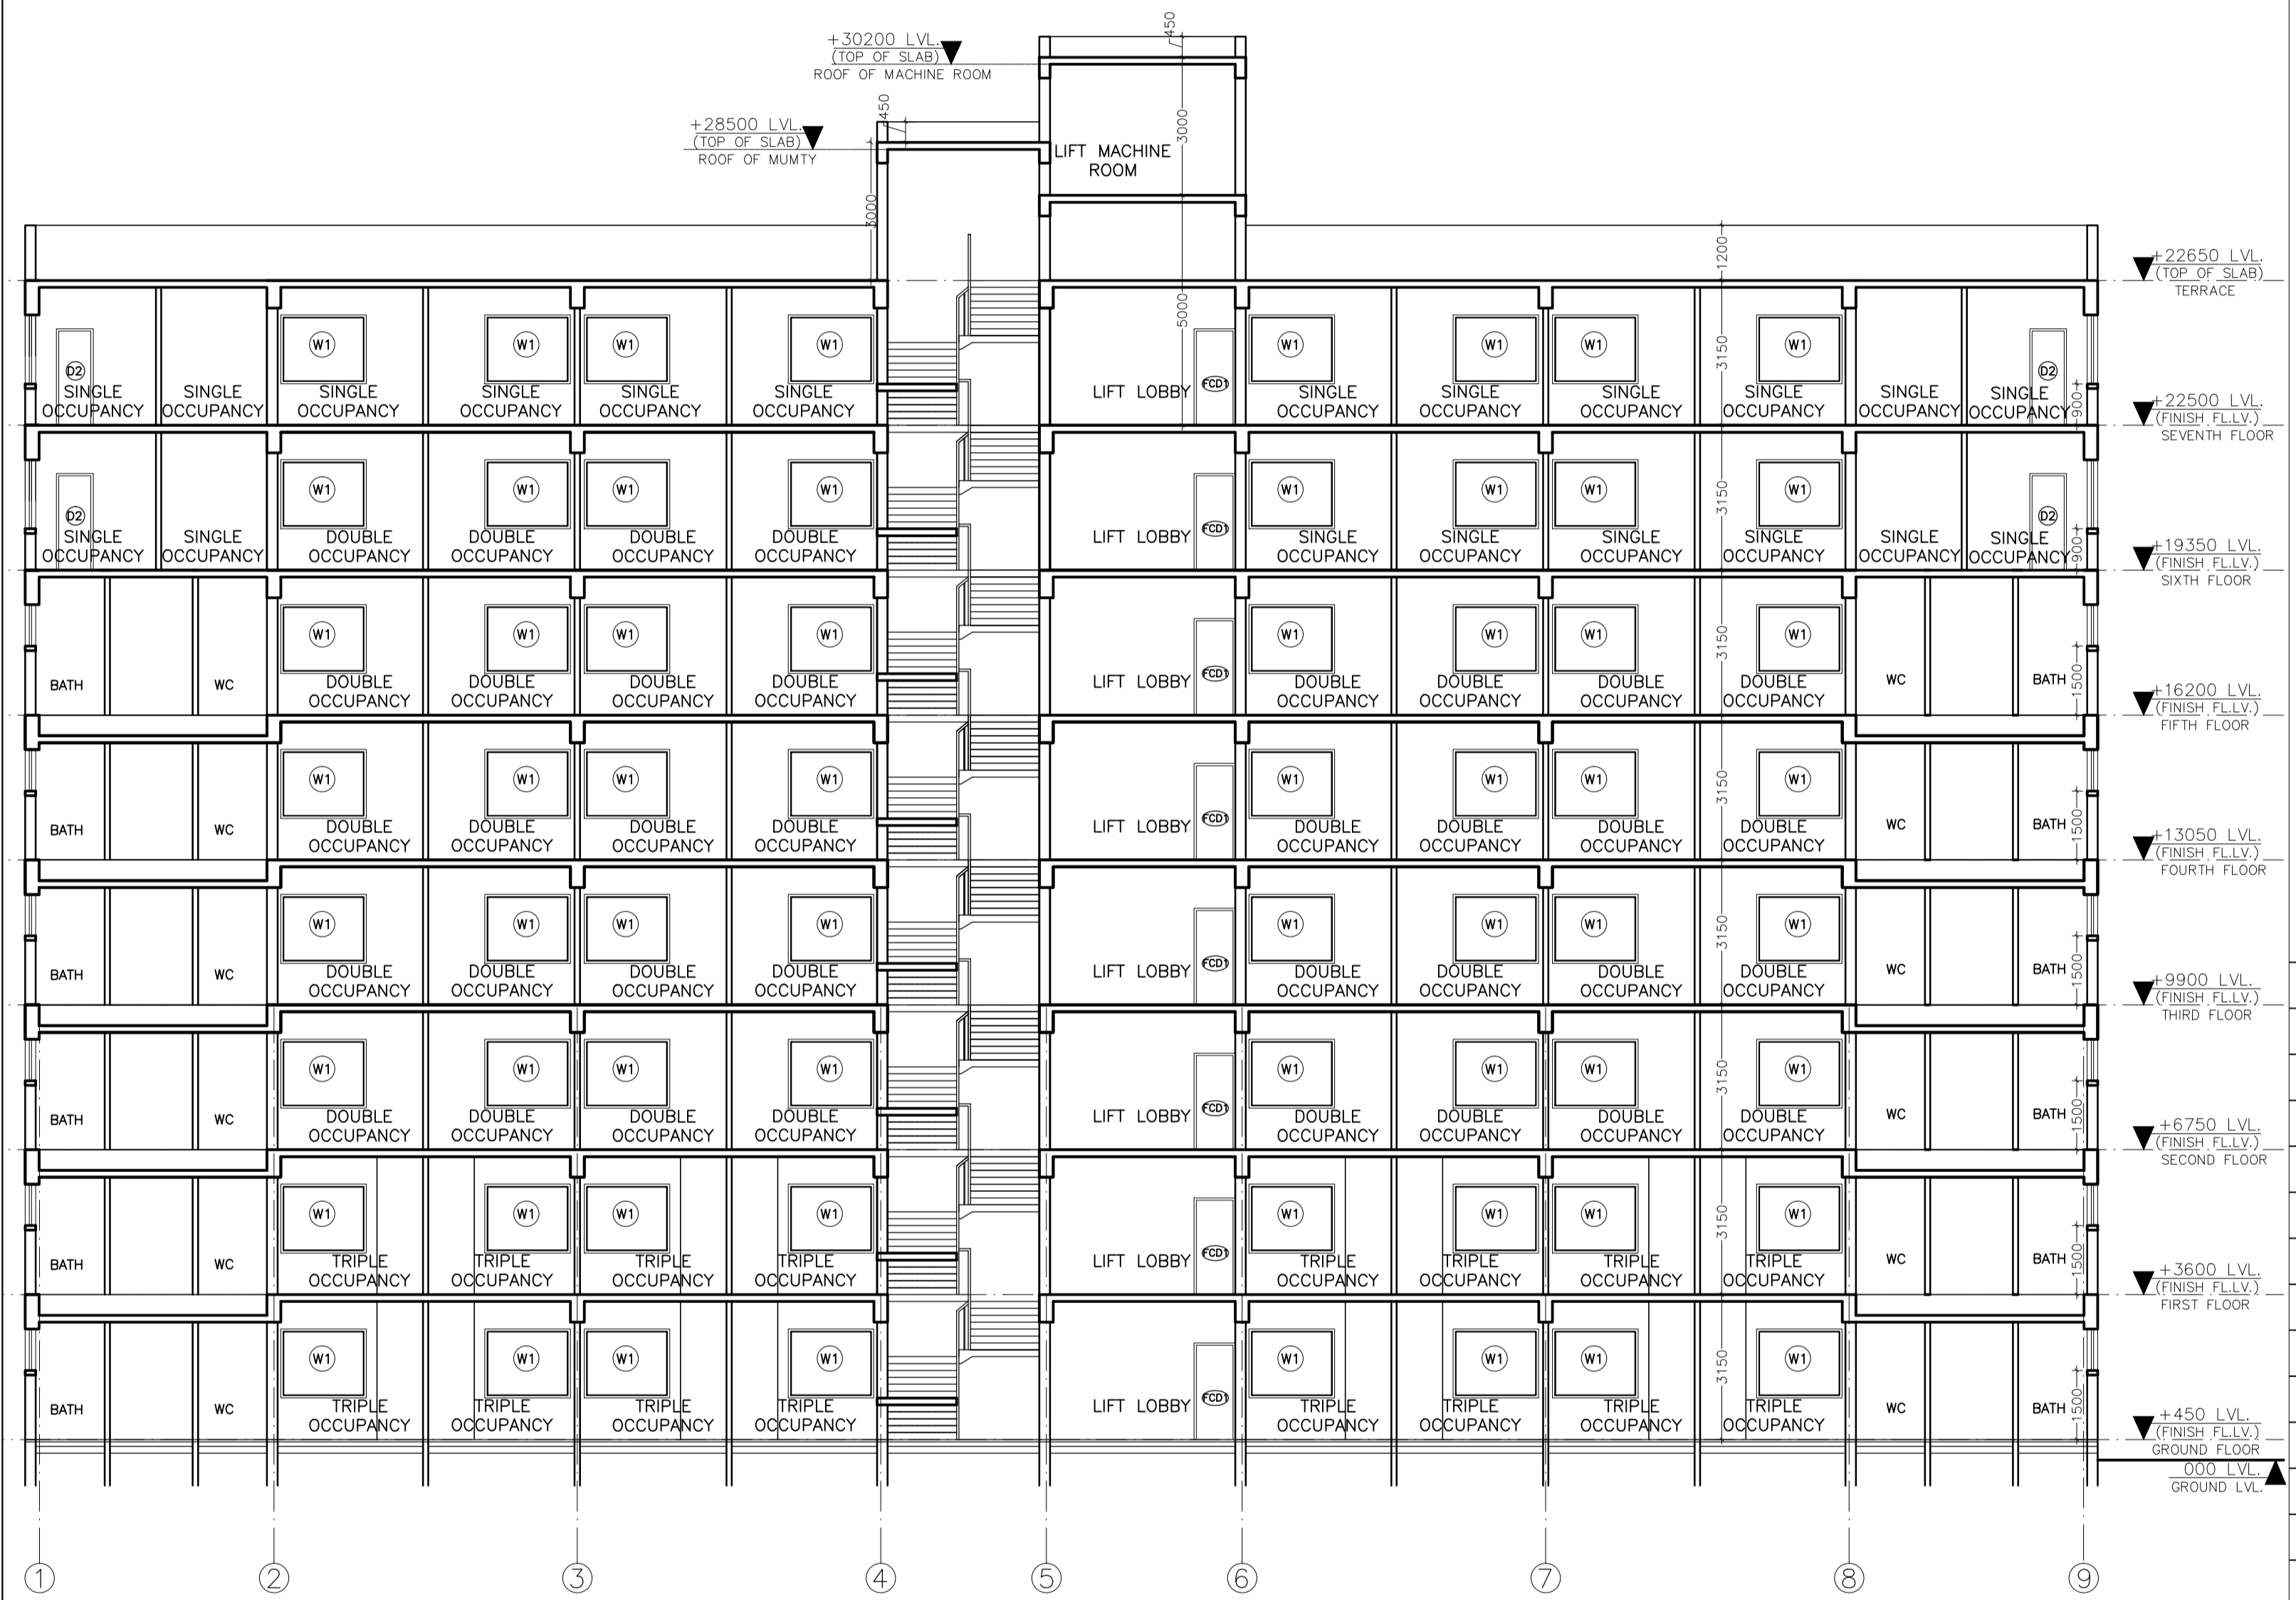 +30200 LVL.
(TOP OF SLAB)
ROOF OF MACHINE ROOM
450
+28500 LVL.
(TOP OF SLAB)
ROOF OF MUMTY
450
3000
3000
LIFT MACHINE
ROOM
1200
+22650 LVL.
(TOP OF SLAB)
TERRACE
5000
W1 W1 W1 W1 W1 W1 W1 W1
3150
D2 FCD1 D2
SINGLE SINGLE SINGLE SINGLE SINGLE SINGLE LIFT LOBBY SINGLE SINGLE SINGLE SINGLE SINGLE SINGLE
OCCUPANCY OCCUPANCY OCCUPANCY OCCUPANCY OCCUPANCY OCCUPANCY OCCUPANCY OCCUPANCY OCCUPANCY OCCUPANCY OCCUPANCY OCCUPANCY
900
+22500 LVL.
(FINISH FL.LV.)
SEVENTH FLOOR
W1 W1 W1 W1 W1 W1 W1 W1
3150
D2 FCD1 D2
SINGLE SINGLE DOUBLE DOUBLE DOUBLE DOUBLE LIFT LOBBY SINGLE SINGLE SINGLE SINGLE SINGLE SINGLE
OCCUPANCY OCCUPANCY OCCUPANCY OCCUPANCY OCCUPANCY OCCUPANCY OCCUPANCY OCCUPANCY OCCUPANCY OCCUPANCY OCCUPANCY OCCUPANCY
900
+19350 LVL.
(FINISH FL.LV.)
SIXTH FLOOR
W1 W1 W1 W1 W1 W1 W1 W1
3150
FCD1
BATH WC DOUBLE DOUBLE DOUBLE DOUBLE LIFT LOBBY DOUBLE DOUBLE DOUBLE DOUBLE WC BATH
OCCUPANCY OCCUPANCY OCCUPANCY OCCUPANCY OCCUPANCY OCCUPANCY OCCUPANCY OCCUPANCY
1500
+16200 LVL.
(FINISH FL.LV.)
FIFTH FLOOR
W1 W1 W1 W1 W1 W1 W1 W1
3150
FCD1
BATH WC DOUBLE DOUBLE DOUBLE DOUBLE LIFT LOBBY DOUBLE DOUBLE DOUBLE DOUBLE WC BATH
OCCUPANCY OCCUPANCY OCCUPANCY OCCUPANCY OCCUPANCY OCCUPANCY OCCUPANCY OCCUPANCY
1500
+13050 LVL.
(FINISH FL.LV.)
FOURTH FLOOR
W1 W1 W1 W1 W1 W1 W1 W1
3150
FCD1
BATH WC DOUBLE DOUBLE DOUBLE DOUBLE LIFT LOBBY DOUBLE DOUBLE DOUBLE DOUBLE WC BATH
OCCUPANCY OCCUPANCY OCCUPANCY OCCUPANCY OCCUPANCY OCCUPANCY OCCUPANCY OCCUPANCY
1500
+9900 LVL.
(FINISH FL.LV.)
THIRD FLOOR
W1 W1 W1 W1 W1 W1 W1 W1
3150
FCD1
BATH WC DOUBLE DOUBLE DOUBLE DOUBLE LIFT LOBBY DOUBLE DOUBLE DOUBLE DOUBLE WC BATH
OCCUPANCY OCCUPANCY OCCUPANCY OCCUPANCY OCCUPANCY OCCUPANCY OCCUPANCY OCCUPANCY
1500
+6750 LVL.
(FINISH FL.LV.)
SECOND FLOOR
W1 W1 W1 W1 W1 W1 W1 W1
3150
FCD1
BATH WC TRIPLE TRIPLE TRIPLE TRIPLE LIFT LOBBY TRIPLE TRIPLE TRIPLE TRIPLE WC BATH
OCCUPANCY OCCUPANCY OCCUPANCY OCCUPANCY OCCUPANCY OCCUPANCY OCCUPANCY OCCUPANCY
1500
+3600 LVL.
(FINISH FL.LV.)
FIRST FLOOR
W1 W1 W1 W1 W1 W1 W1 W1
3150
FCD1
BATH WC TRIPLE TRIPLE TRIPLE TRIPLE LIFT LOBBY TRIPLE TRIPLE TRIPLE TRIPLE WC BATH
OCCUPANCY OCCUPANCY OCCUPANCY OCCUPANCY OCCUPANCY OCCUPANCY OCCUPANCY OCCUPANCY
1500
+450 LVL.
(FINISH FL.LV.)
GROUND FLOOR
000 LVL.
GROUND LVL.
1 2 3 4 5 6 7 8 9